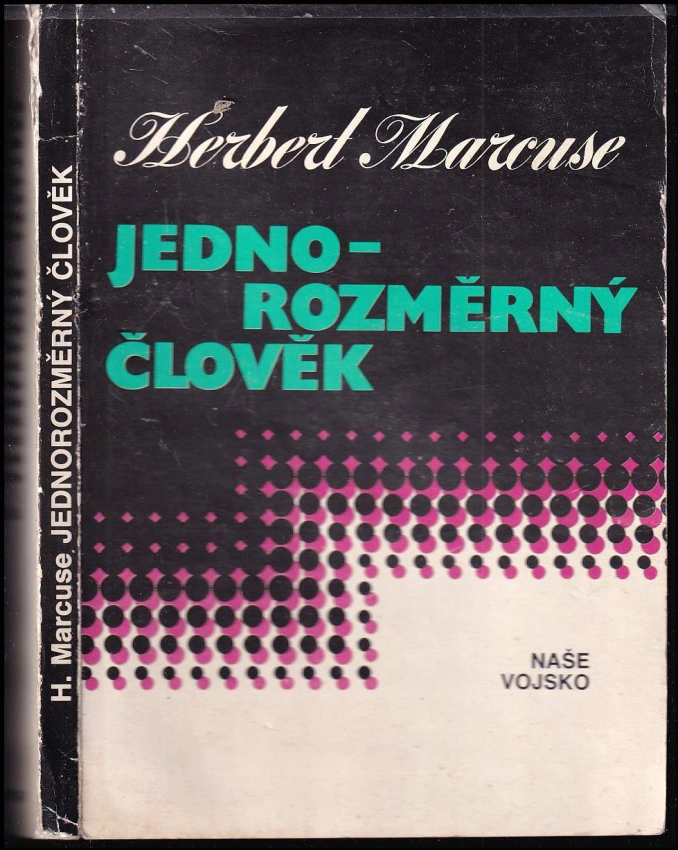 Herbert Marcuse
JEDNO-
ROZMĚRNÝ
ČLOVĚK
NAŠE
VOJSKO
H. Marcuse, JEDNOROZMĚRNÝ ČLOVĚK